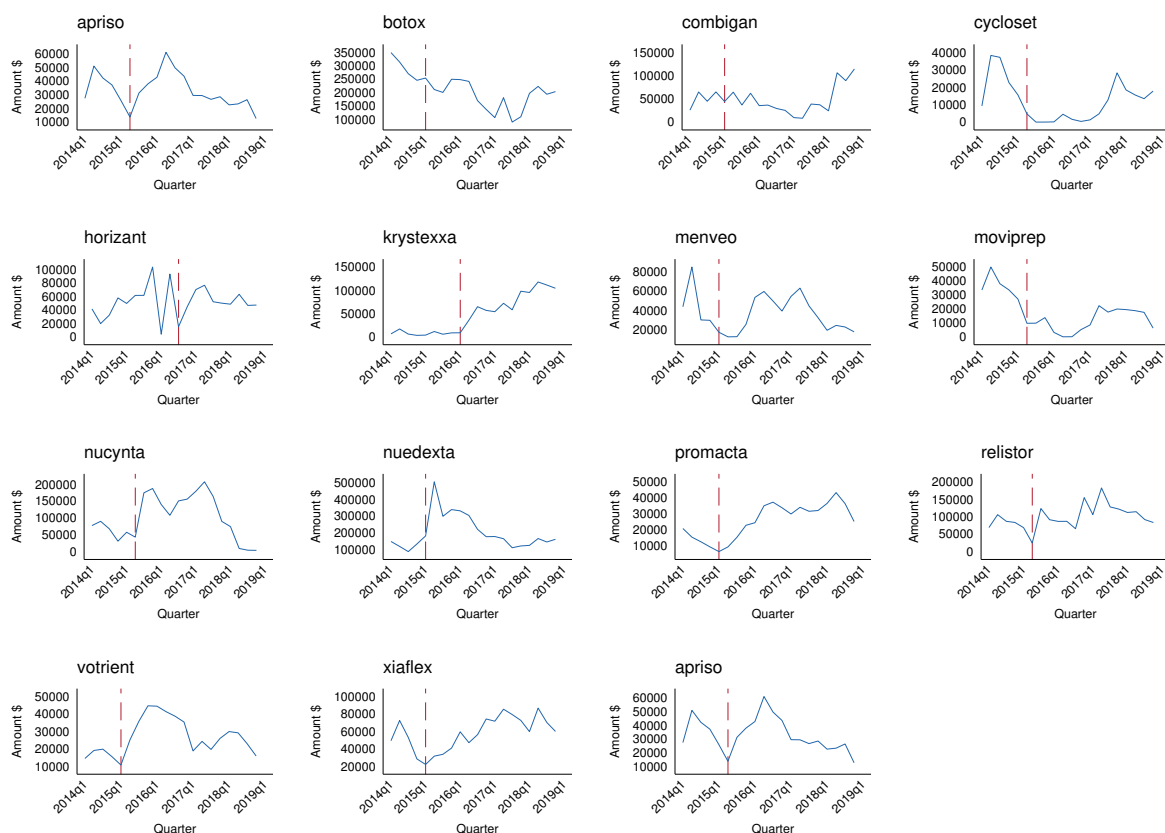 apriso
Amount $
60000
50000
40000
30000
20000
10000
2014q1
2015q1
2016q1
2017q1
2018q1
2019q1
Quarter
botox
Amount $
350000
300000
250000
200000
150000
100000
2014q1
2015q1
2016q1
2017q1
2018q1
2019q1
Quarter
combigan
Amount $
150000
100000
50000
0
2014q1
2015q1
2016q1
2017q1
2018q1
2019q1
Quarter
cycloset
Amount $
40000
30000
20000
10000
0
2014q1
2015q1
2016q1
2017q1
2018q1
2019q1
Quarter
horizant
Amount $
100000
80000
60000
40000
20000
0
2014q1
2015q1
2016q1
2017q1
2018q1
2019q1
Quarter
krystexxa
Amount $
150000
100000
50000
0
2014q1
2015q1
2016q1
2017q1
2018q1
2019q1
Quarter
menveo
Amount $
80000
60000
40000
20000
2014q1
2015q1
2016q1
2017q1
2018q1
2019q1
Quarter
moviprep
Amount $
50000
40000
30000
20000
10000
0
2014q1
2015q1
2016q1
2017q1
2018q1
2019q1
Quarter
nucynta
Amount $
200000
150000
100000
50000
0
2014q1
2015q1
2016q1
2017q1
2018q1
2019q1
Quarter
nuedexta
Amount $
500000
400000
300000
200000
100000
2014q1
2015q1
2016q1
2017q1
2018q1
2019q1
Quarter
promacta
Amount $
50000
40000
30000
20000
10000
2014q1
2015q1
2016q1
2017q1
2018q1
2019q1
Quarter
relistor
Amount $
200000
150000
100000
50000
0
2014q1
2015q1
2016q1
2017q1
2018q1
2019q1
Quarter
votrient
Amount $
50000
40000
30000
20000
10000
2014q1
2015q1
2016q1
2017q1
2018q1
2019q1
Quarter
xiaflex
Amount $
100000
80000
60000
40000
20000
2014q1
2015q1
2016q1
2017q1
2018q1
2019q1
Quarter
apriso
Amount $
60000
50000
40000
30000
20000
10000
2014q1
2015q1
2016q1
2017q1
2018q1
2019q1
Quarter